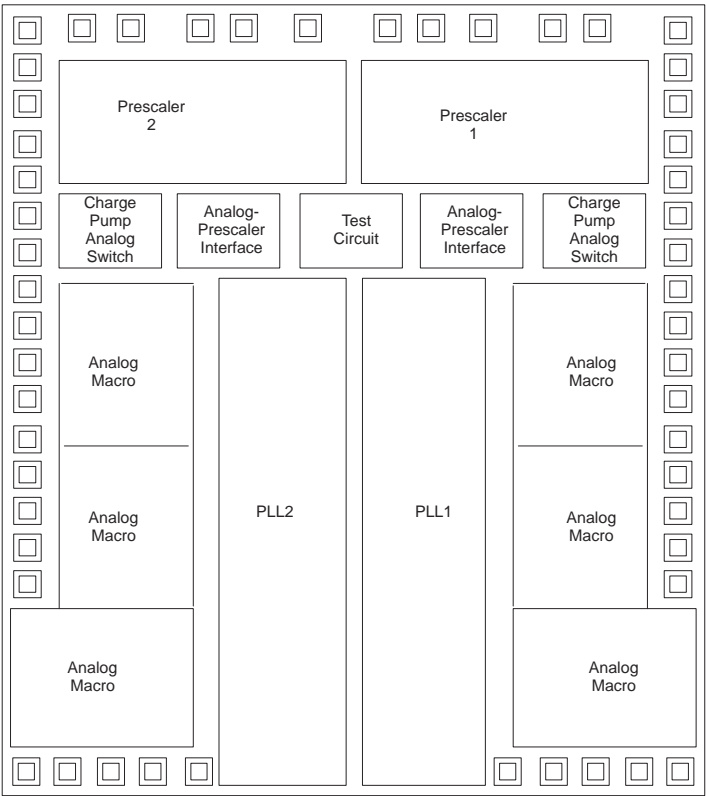 Prescaler
2
Prescaler
1
Charge
Pump
Analog
Switch
Analog-
Prescaler
Interface
Test
Circuit
Analog-
Prescaler
Interface
Charge
Pump
Analog
Switch
Analog
Macro
Analog
Macro
Analog
Macro
PLL2
PLL1
Analog
Macro
Analog
Macro
Analog
Macro